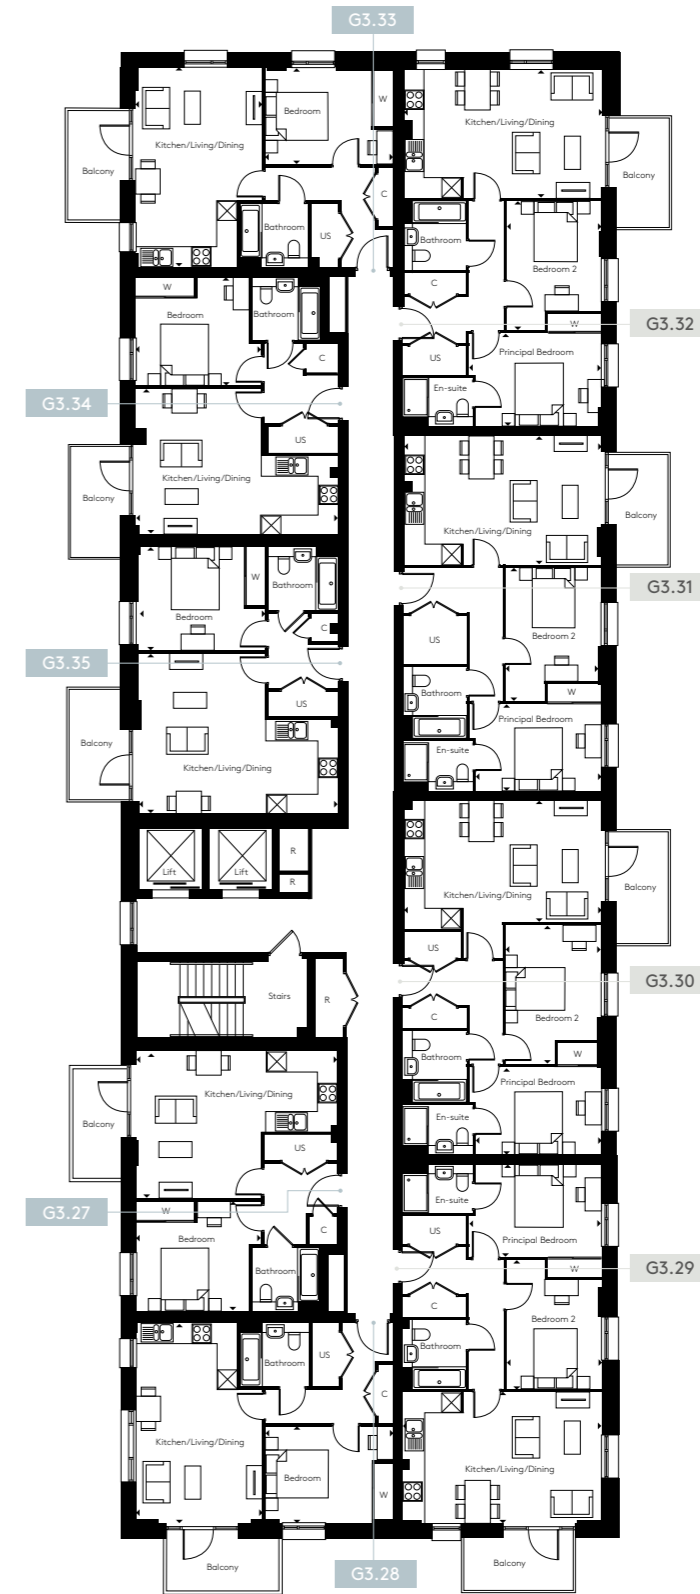 G3.33
Kitchen/Living/Dining
Balcony
Bedroom
W
C
Bathroom
US
Kitchen/Living/Dining
Balcony
Bathroom
Bedroom 2
C
W
G3.32
US
Principal Bedroom
En-suite
W
Bedroom
Bathroom
C
G3.34
US
Kitchen/Living/Dining
Balcony
Kitchen/Living/Dining
Balcony
G3.31
Bedroom 2
US
Bathroom
W
Principal Bedroom
En-suite
W
Bathroom
Bedroom
C
G3.35
US
Balcony
Kitchen/Living/Dining
Lift
Lift
R
R
Kitchen/Living/Dining
Balcony
US
G3.30
C
Bedroom 2
Bathroom
W
Principal Bedroom
En-suite
Stairs
R
Kitchen/Living/Dining
Balcony
US
G3.27
W
C
Bedroom
Bathroom
En-suite
US
Principal Bedroom
W
G3.29
C
Bedroom 2
Bathroom
Kitchen/Living/Dining
Balcony
US
Bathroom
C
Kitchen/Living/Dining
Bedroom
W
Balcony
G3.28